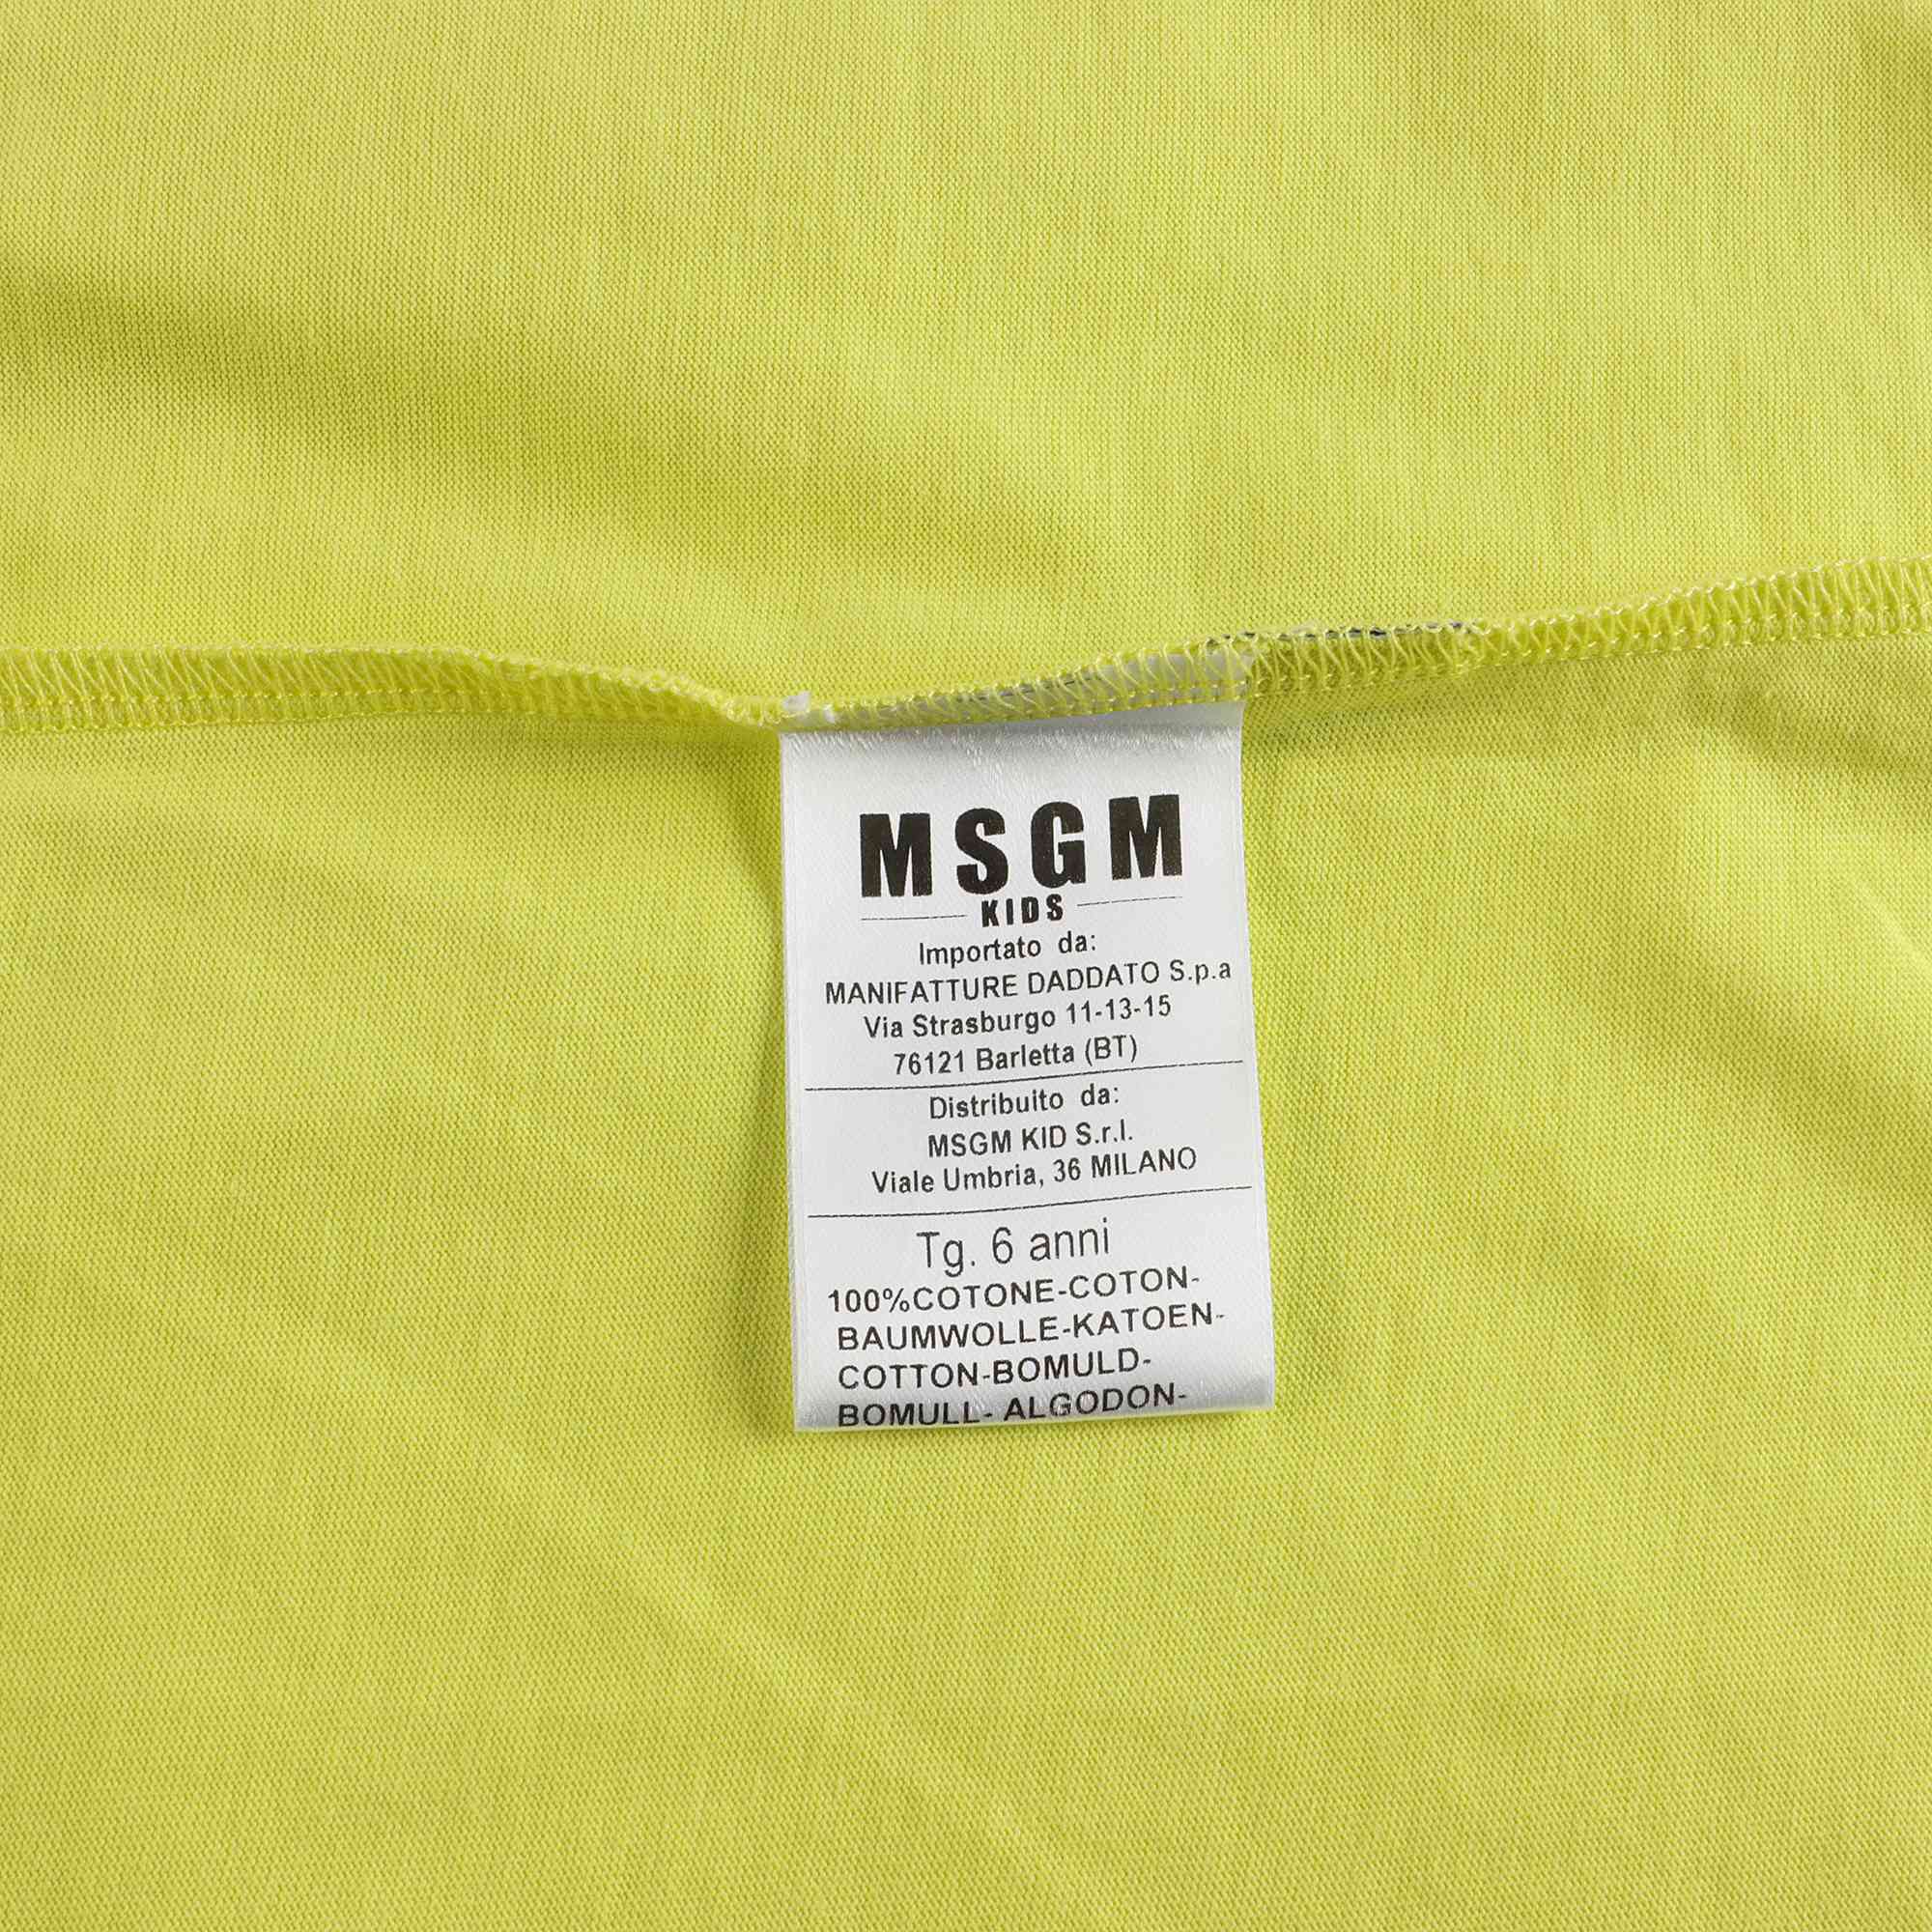 MSGM
KIDS
Importato da:
MANIFATTURE DADDATO S.p.a
Via Strasburgo 11-13-15
76121 Barletta (BT)
Distribuito da:
MSGM KID S.r.l.
Viale Umbria, 36 MILANO
Tg. 6 anni
100%COTONE-COTON-
BAUMWOLLE-KATOEN-
COTTON-BOMULD-
BOMULL- ALGODON-